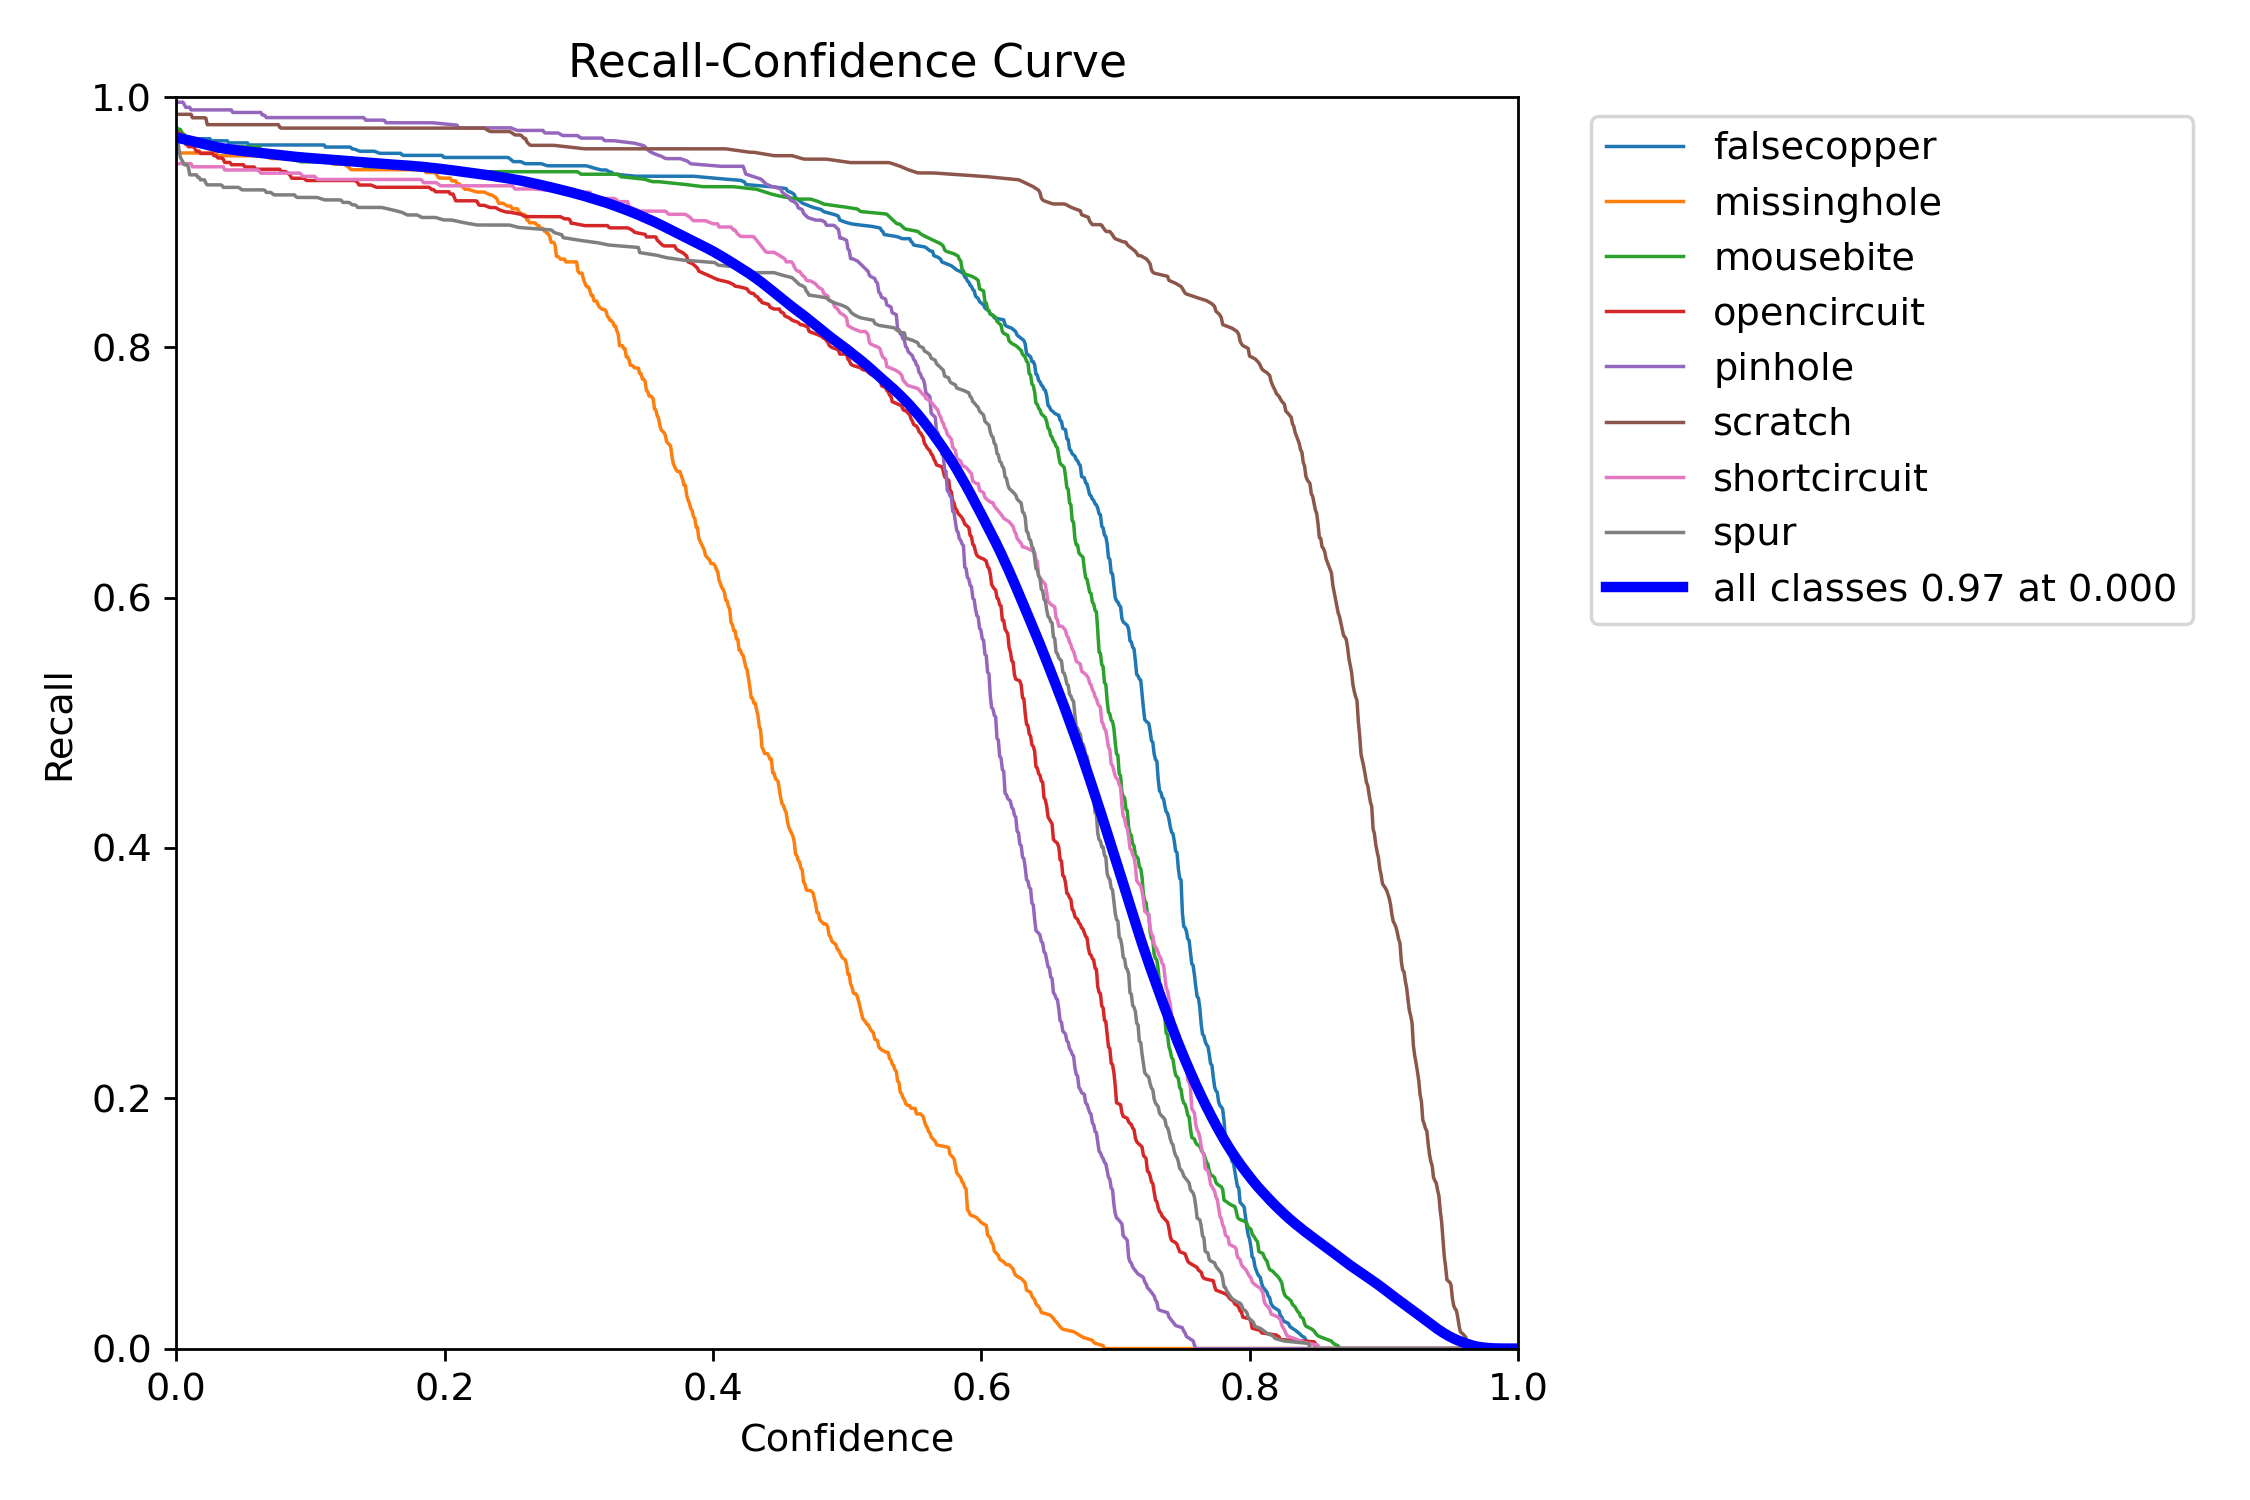 Recall-Confidence Curve
1.0
0.8
0.6
0.4
0.2
0.0
Recall
0.0 0.2 0.4 0.6 0.8 1.0
Confidence
falsecopper
missinghole
mousebite
opencircuit
pinhole
scratch
shortcircuit
spur
all classes 0.97 at 0.000